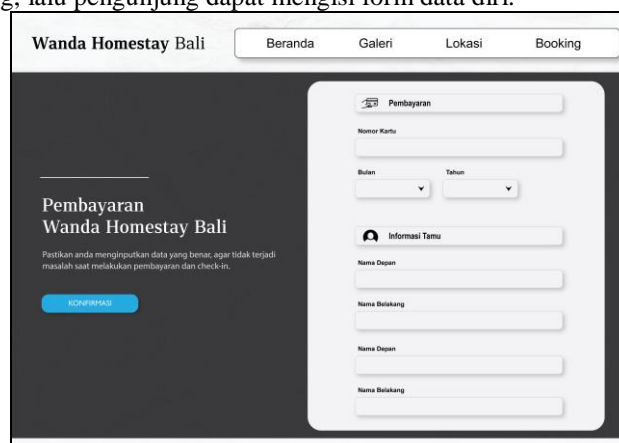 g, lalu pengunjung dapat mengisi form data diri.
Wanda Homestay Bali
Beranda Galeri Lokasi Booking
Pembayaran
Wanda Homestay Bali
Pastikan anda menginputkan data yang benar, agar tidak terjadi
masalah saat melakukan pembayaran dan check-in.
KONFIRMASI
Pembayaran
Nomor Kartu
Bulan Tahun
Informasi Tamu
Nama Depan
Nama Belakang
Nama Depan
Nama Belakang